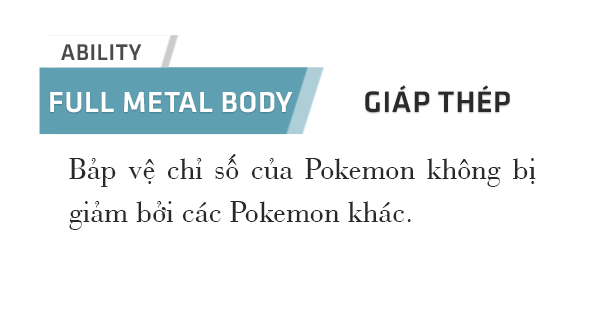 ABILITY
FULL METAL BODY
GIÁP THÉP
Bảp vệ chỉ số của Pokemon không bị
giảm bởi các Pokemon khác.